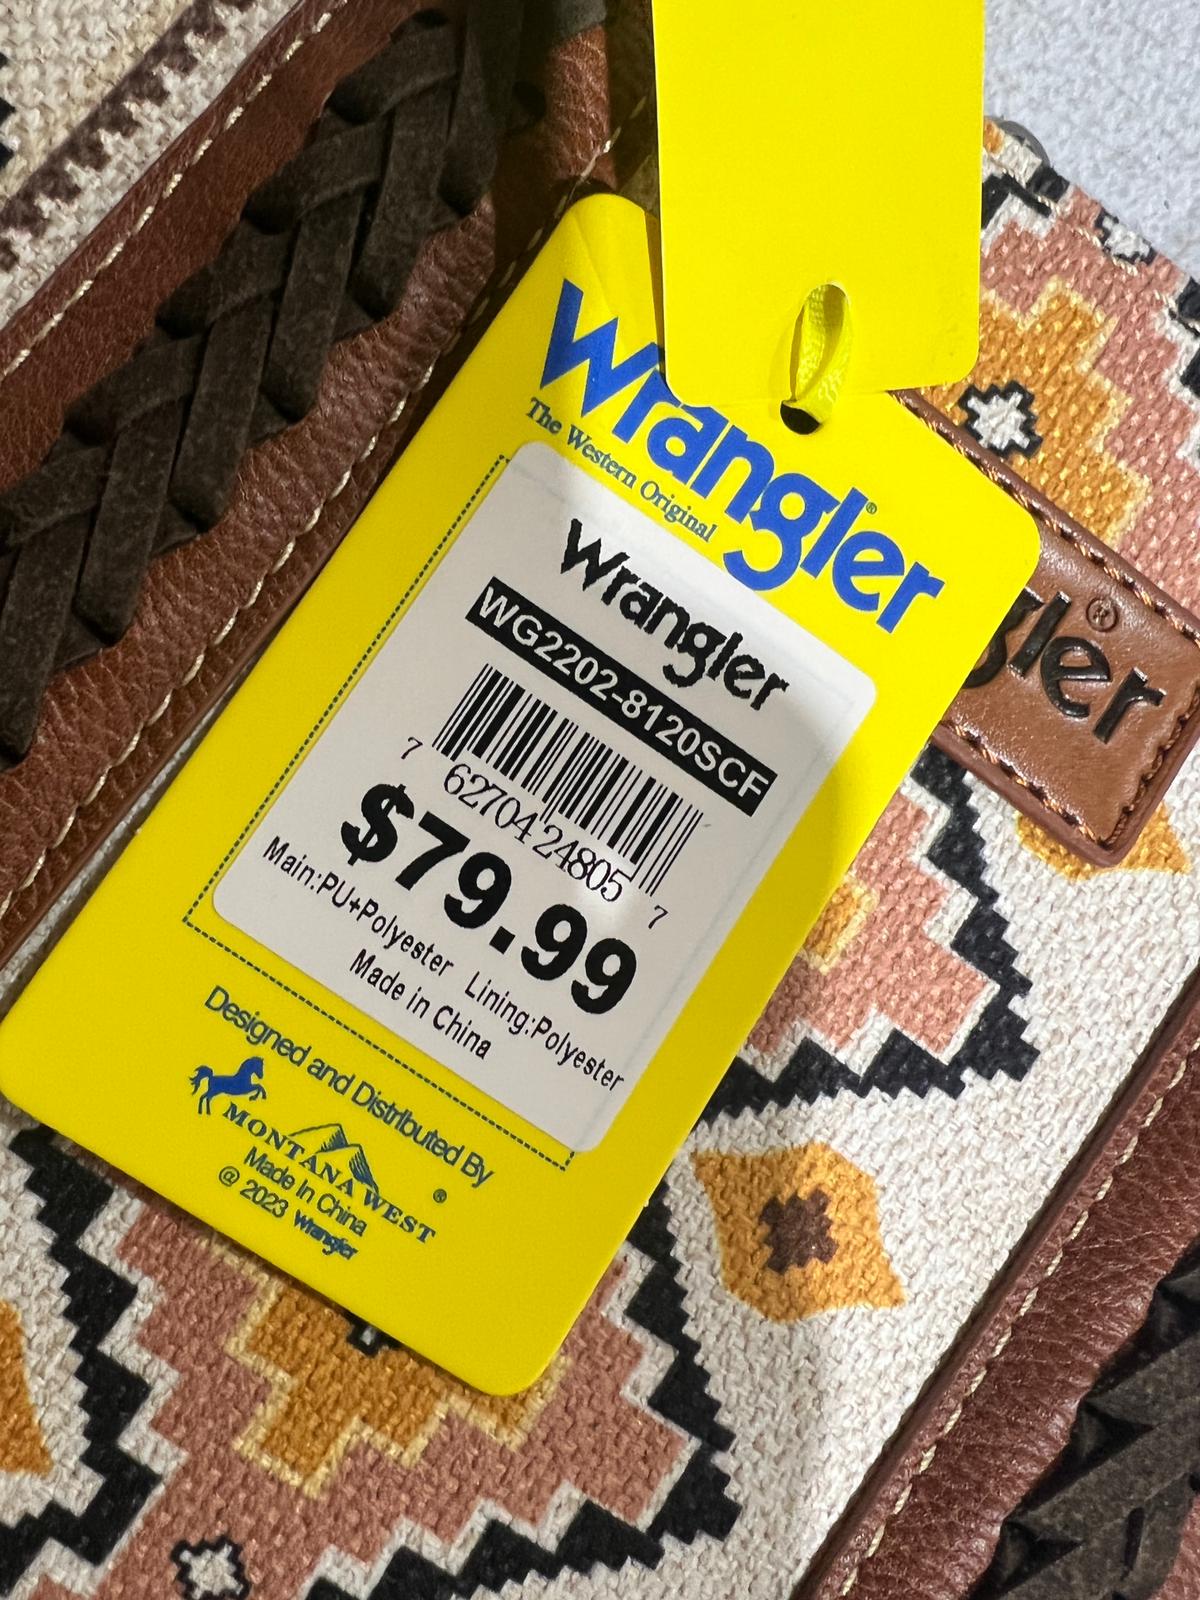 Wrangler®
The Western Original
Wrangler
WG2202-8120SCF
7 62704 24805 7
$79.99
Main:PU+Polyester Lining:Polyester
Made in China
Designed and Distributed By
MONTANA WEST®
Made In China
@ 2023 Wrangler
gler®